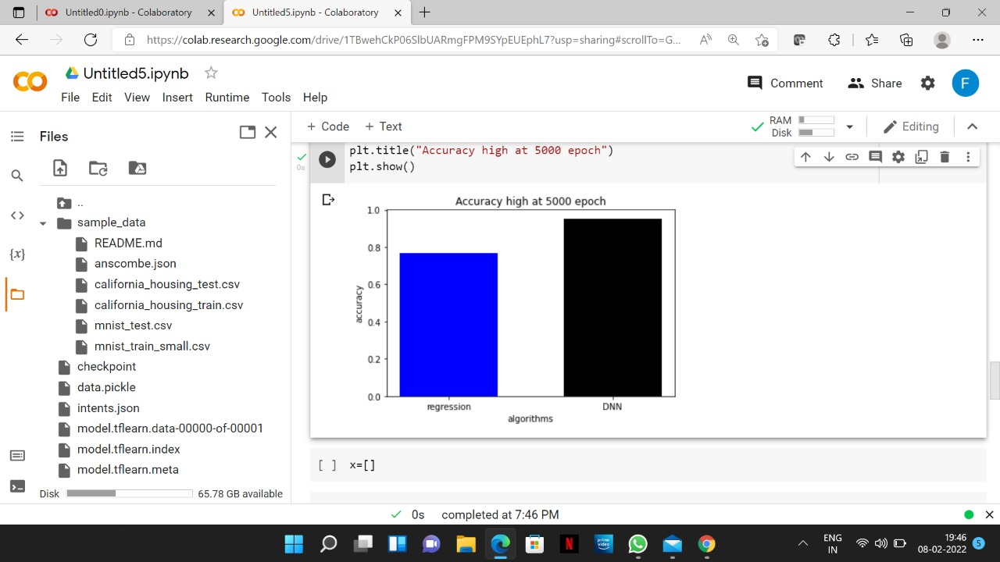 Untitled0.ipynb - Colaboratory
Untitled5.ipynb - Colaboratory
https://colab.research.google.com/drive/1TBwehCkP06SlbUARmgFPM9SYpEUEphL7?usp=sharing#scrollTo=G...
Untitled5.ipynb
Comment
Share
F
File Edit View Insert Runtime Tools Help
Files
+ Code + Text
RAM
Disk
Editing
..
sample_data
README.md
anscombe.json
california_housing_test.csv
california_housing_train.csv
mnist_test.csv
mnist_train_small.csv
checkpoint
data.pickle
intents.json
model.tflearn.data-00000-of-00001
model.tflearn.index
model.tflearn.meta
Disk 65.78 GB available
0s
plt.title("Accuracy high at 5000 epoch")
plt.show()
Accuracy high at 5000 epoch
1.0
0.8
0.6
0.4
0.2
0.0
accuracy
regression DNN
algorithms
[ ] x=[]
0s completed at 7:46 PM
ENG
IN
19:46
08-02-2022
5